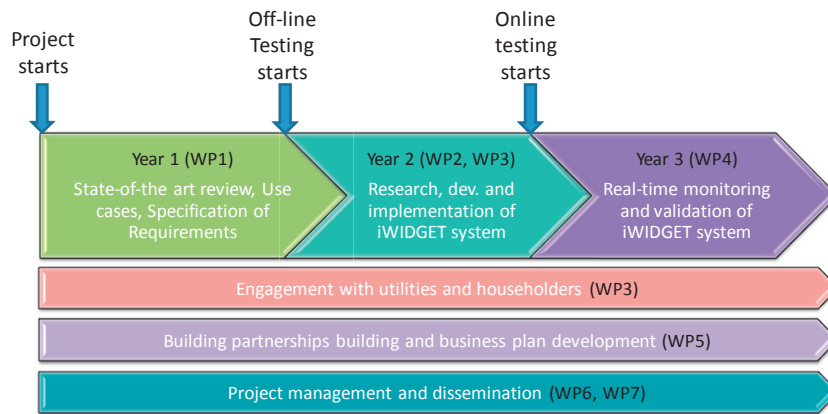 Project
starts
Off-line
Testing
starts
Online
testing
starts
Year 1 (WP1)
State-of-the art review, Use
cases, Specification of
Requirements
Year 2 (WP2, WP3)
Research, dev. and
implementation of
iWIDGET system
Year 3 (WP4)
Real-time monitoring
and validation of
iWIDGET system
Engagement with utilities and householders (WP3)
Building partnerships building and business plan development (WP5)
Project management and dissemination (WP6, WP7)